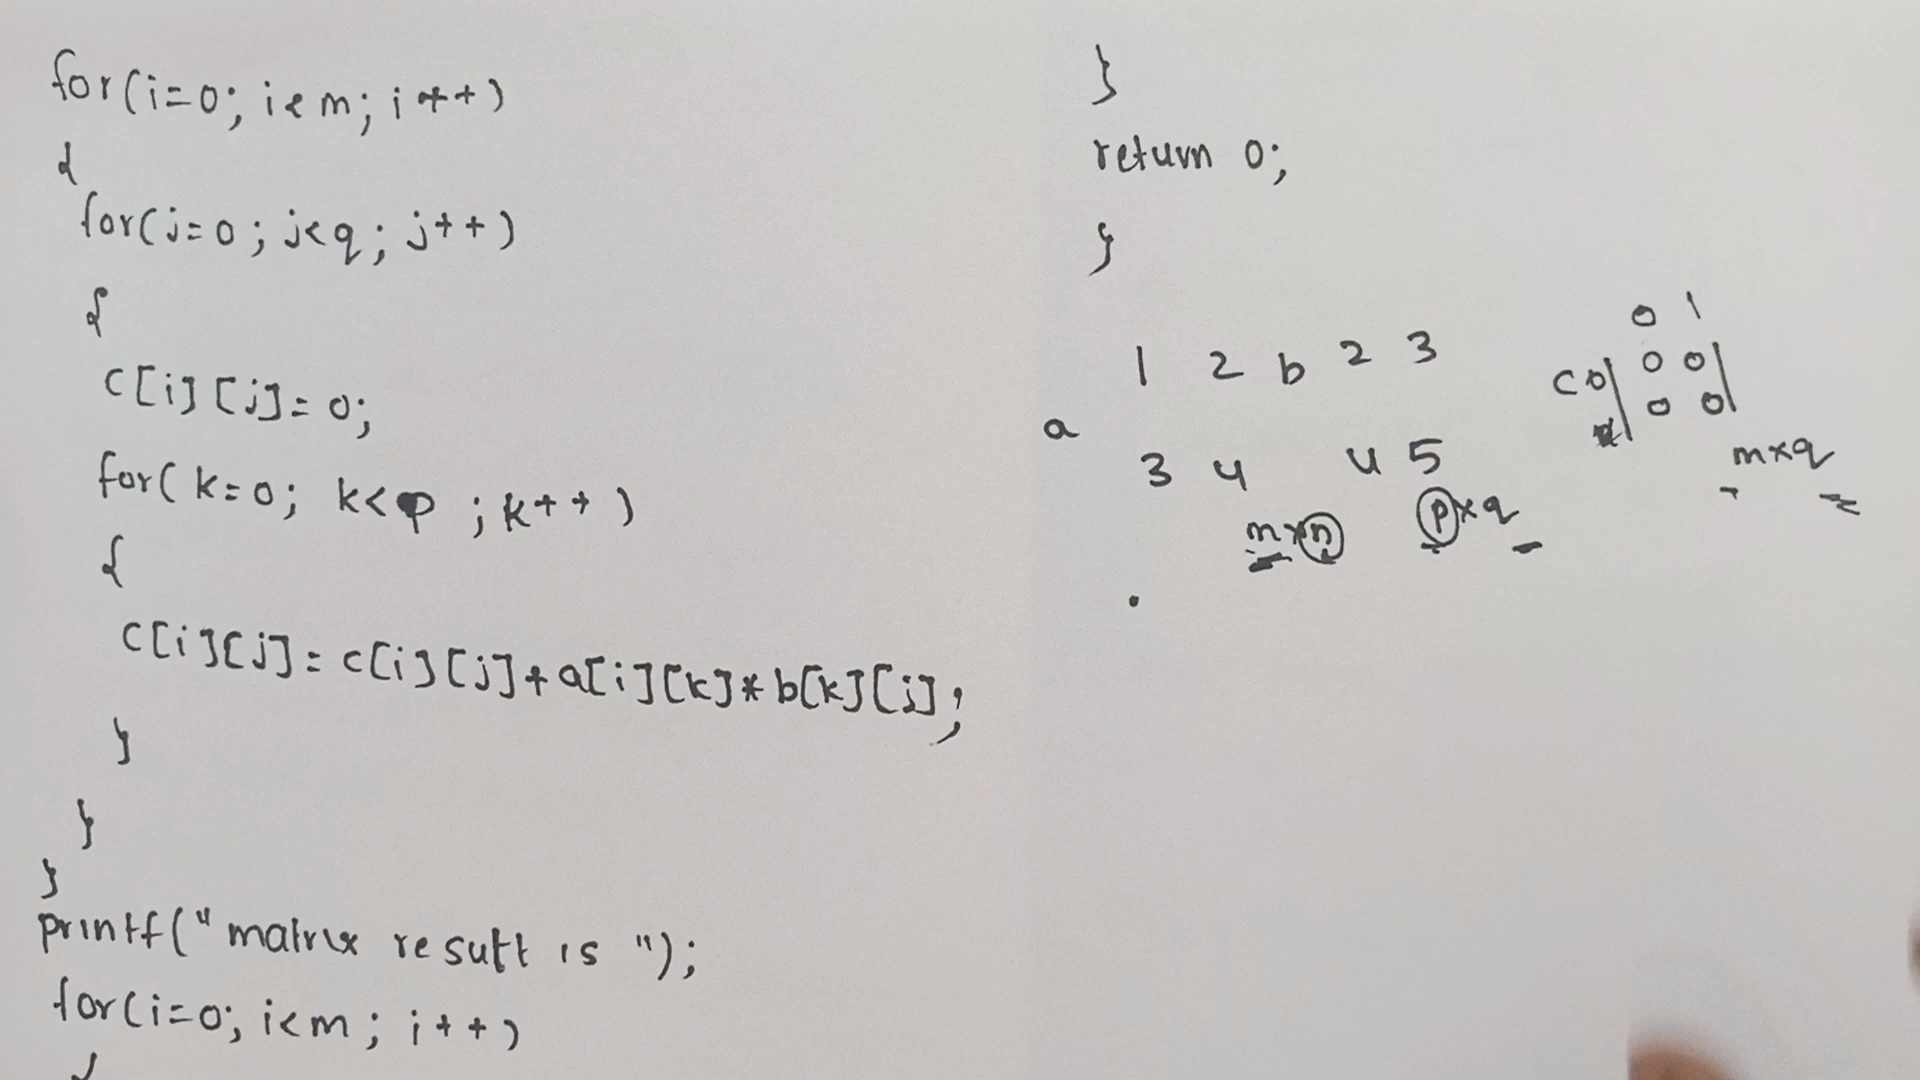 for(i=0; i<m; i++)
{
for(j=0; j<q; j++)
{
c[i][j]=0;
for(k=0; k<p; k++)
{
c[i][j]=c[i][j]+a[i][k]*b[k][j];
}
}
}
printf("matrix result is ");
for(i=0; i<m; i++)
{
}
return 0;
}
1 2 b 2 3
a
3 4 4 5
m×n p×q
0 1
c 0 | 0 0 |
| 0 0 |
m×q